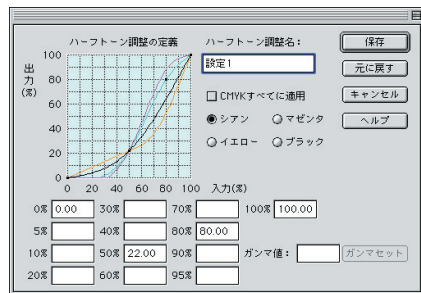 ハーフトーン調整の定義
ハーフトーン調整名：
設定1
保存
元に戻す
キャンセル
ヘルプ
出力(%)
100
80
60
40
20
0
0 20 40 60 80 100 入力(%)
CMYKすべてに適用
シアン マゼンタ
イエロー ブラック
0% 0.00 30% 70% 100% 100.00
5% 40% 80% 80.00
10% 50% 22.00 90% ガンマ値： ガンマセット
20% 60% 95%